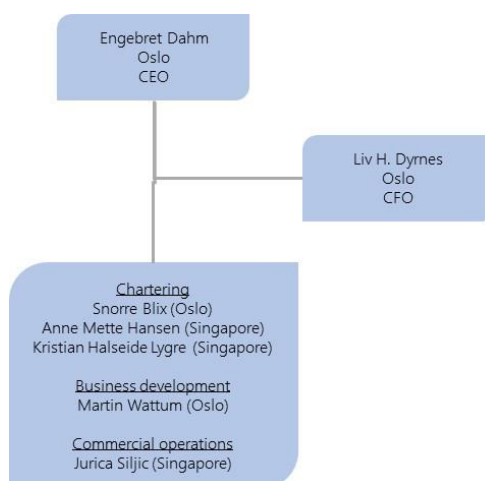 Engebret Dahm
Oslo
CEO
Liv H. Dyrnes
Oslo
CFO
Chartering
Snorre Blix (Oslo)
Anne Mette Hansen (Singapore)
Kristian Halseide Lygre (Singapore)
Business development
Martin Wattum (Oslo)
Commercial operations
Jurica Siljic (Singapore)